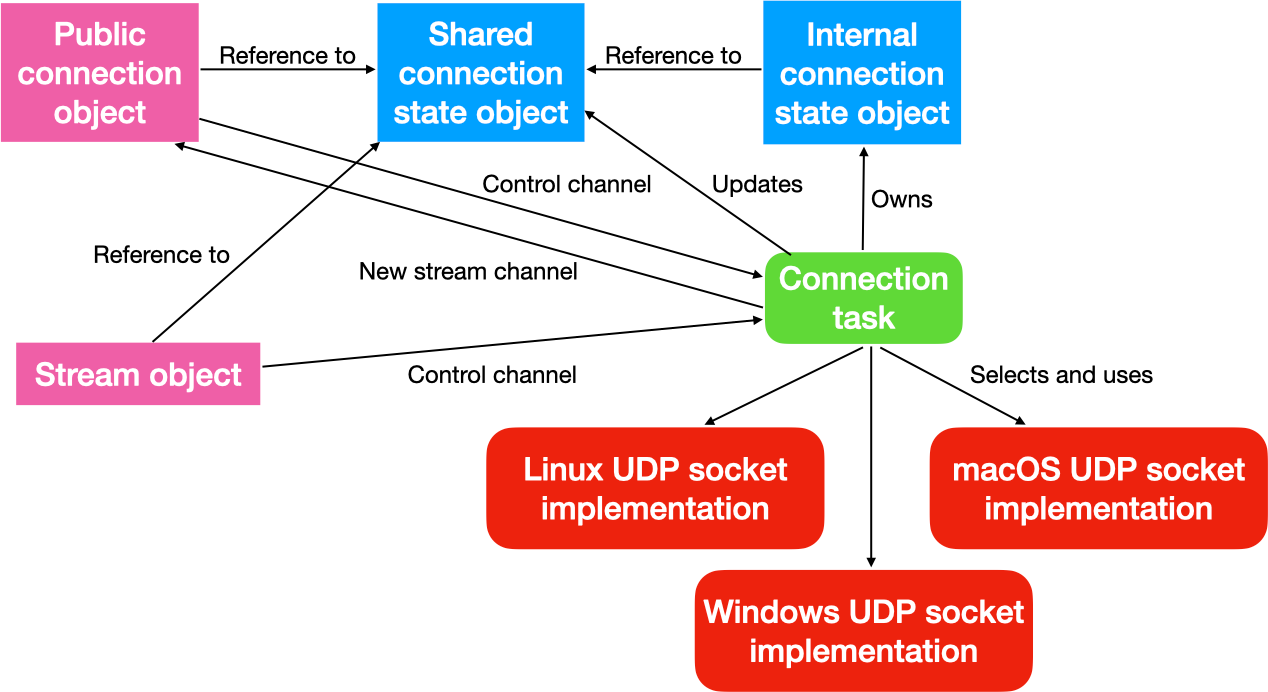 Public
connection
object
Reference to
Shared
connection
state object
Reference to
Internal
connection
state object
Control channel
Updates
Owns
Reference to
New stream channel
Connection
task
Stream object
Control channel
Selects and uses
Linux UDP socket
implementation
macOS UDP socket
implementation
Windows UDP socket
implementation